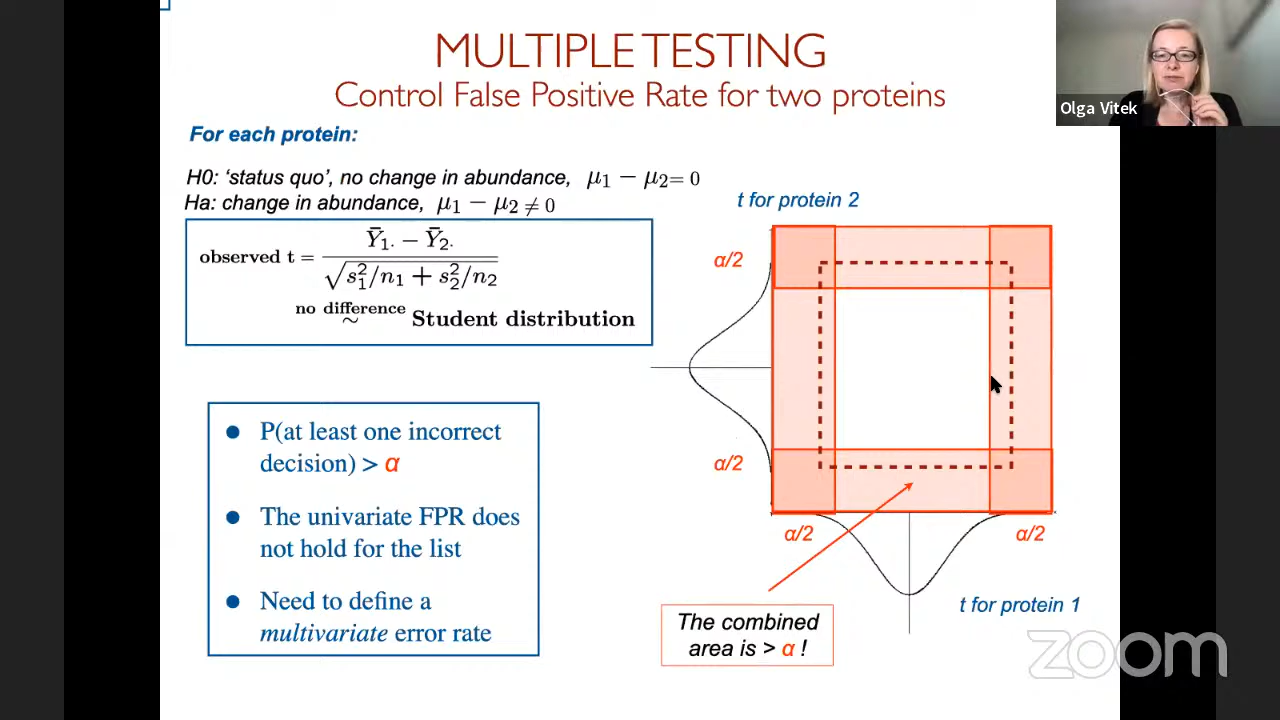 MULTIPLE TESTING
Control False Positive Rate for two proteins
Olga Vitek
For each protein:
H0: ‘status quo’, no change in abundance, μ₁ − μ₂ = 0
Ha: change in abundance, μ₁ − μ₂ ≠ 0
observed t = (Ȳ₁. − Ȳ₂.) / √(s₁²/n₁ + s₂²/n₂)
no difference
~ Student distribution
P(at least one incorrect
decision) > α
The univariate FPR does
not hold for the list
Need to define a
multivariate error rate
t for protein 2
α/2
α/2
α/2
α/2
t for protein 1
The combined
area is > α !
zoom